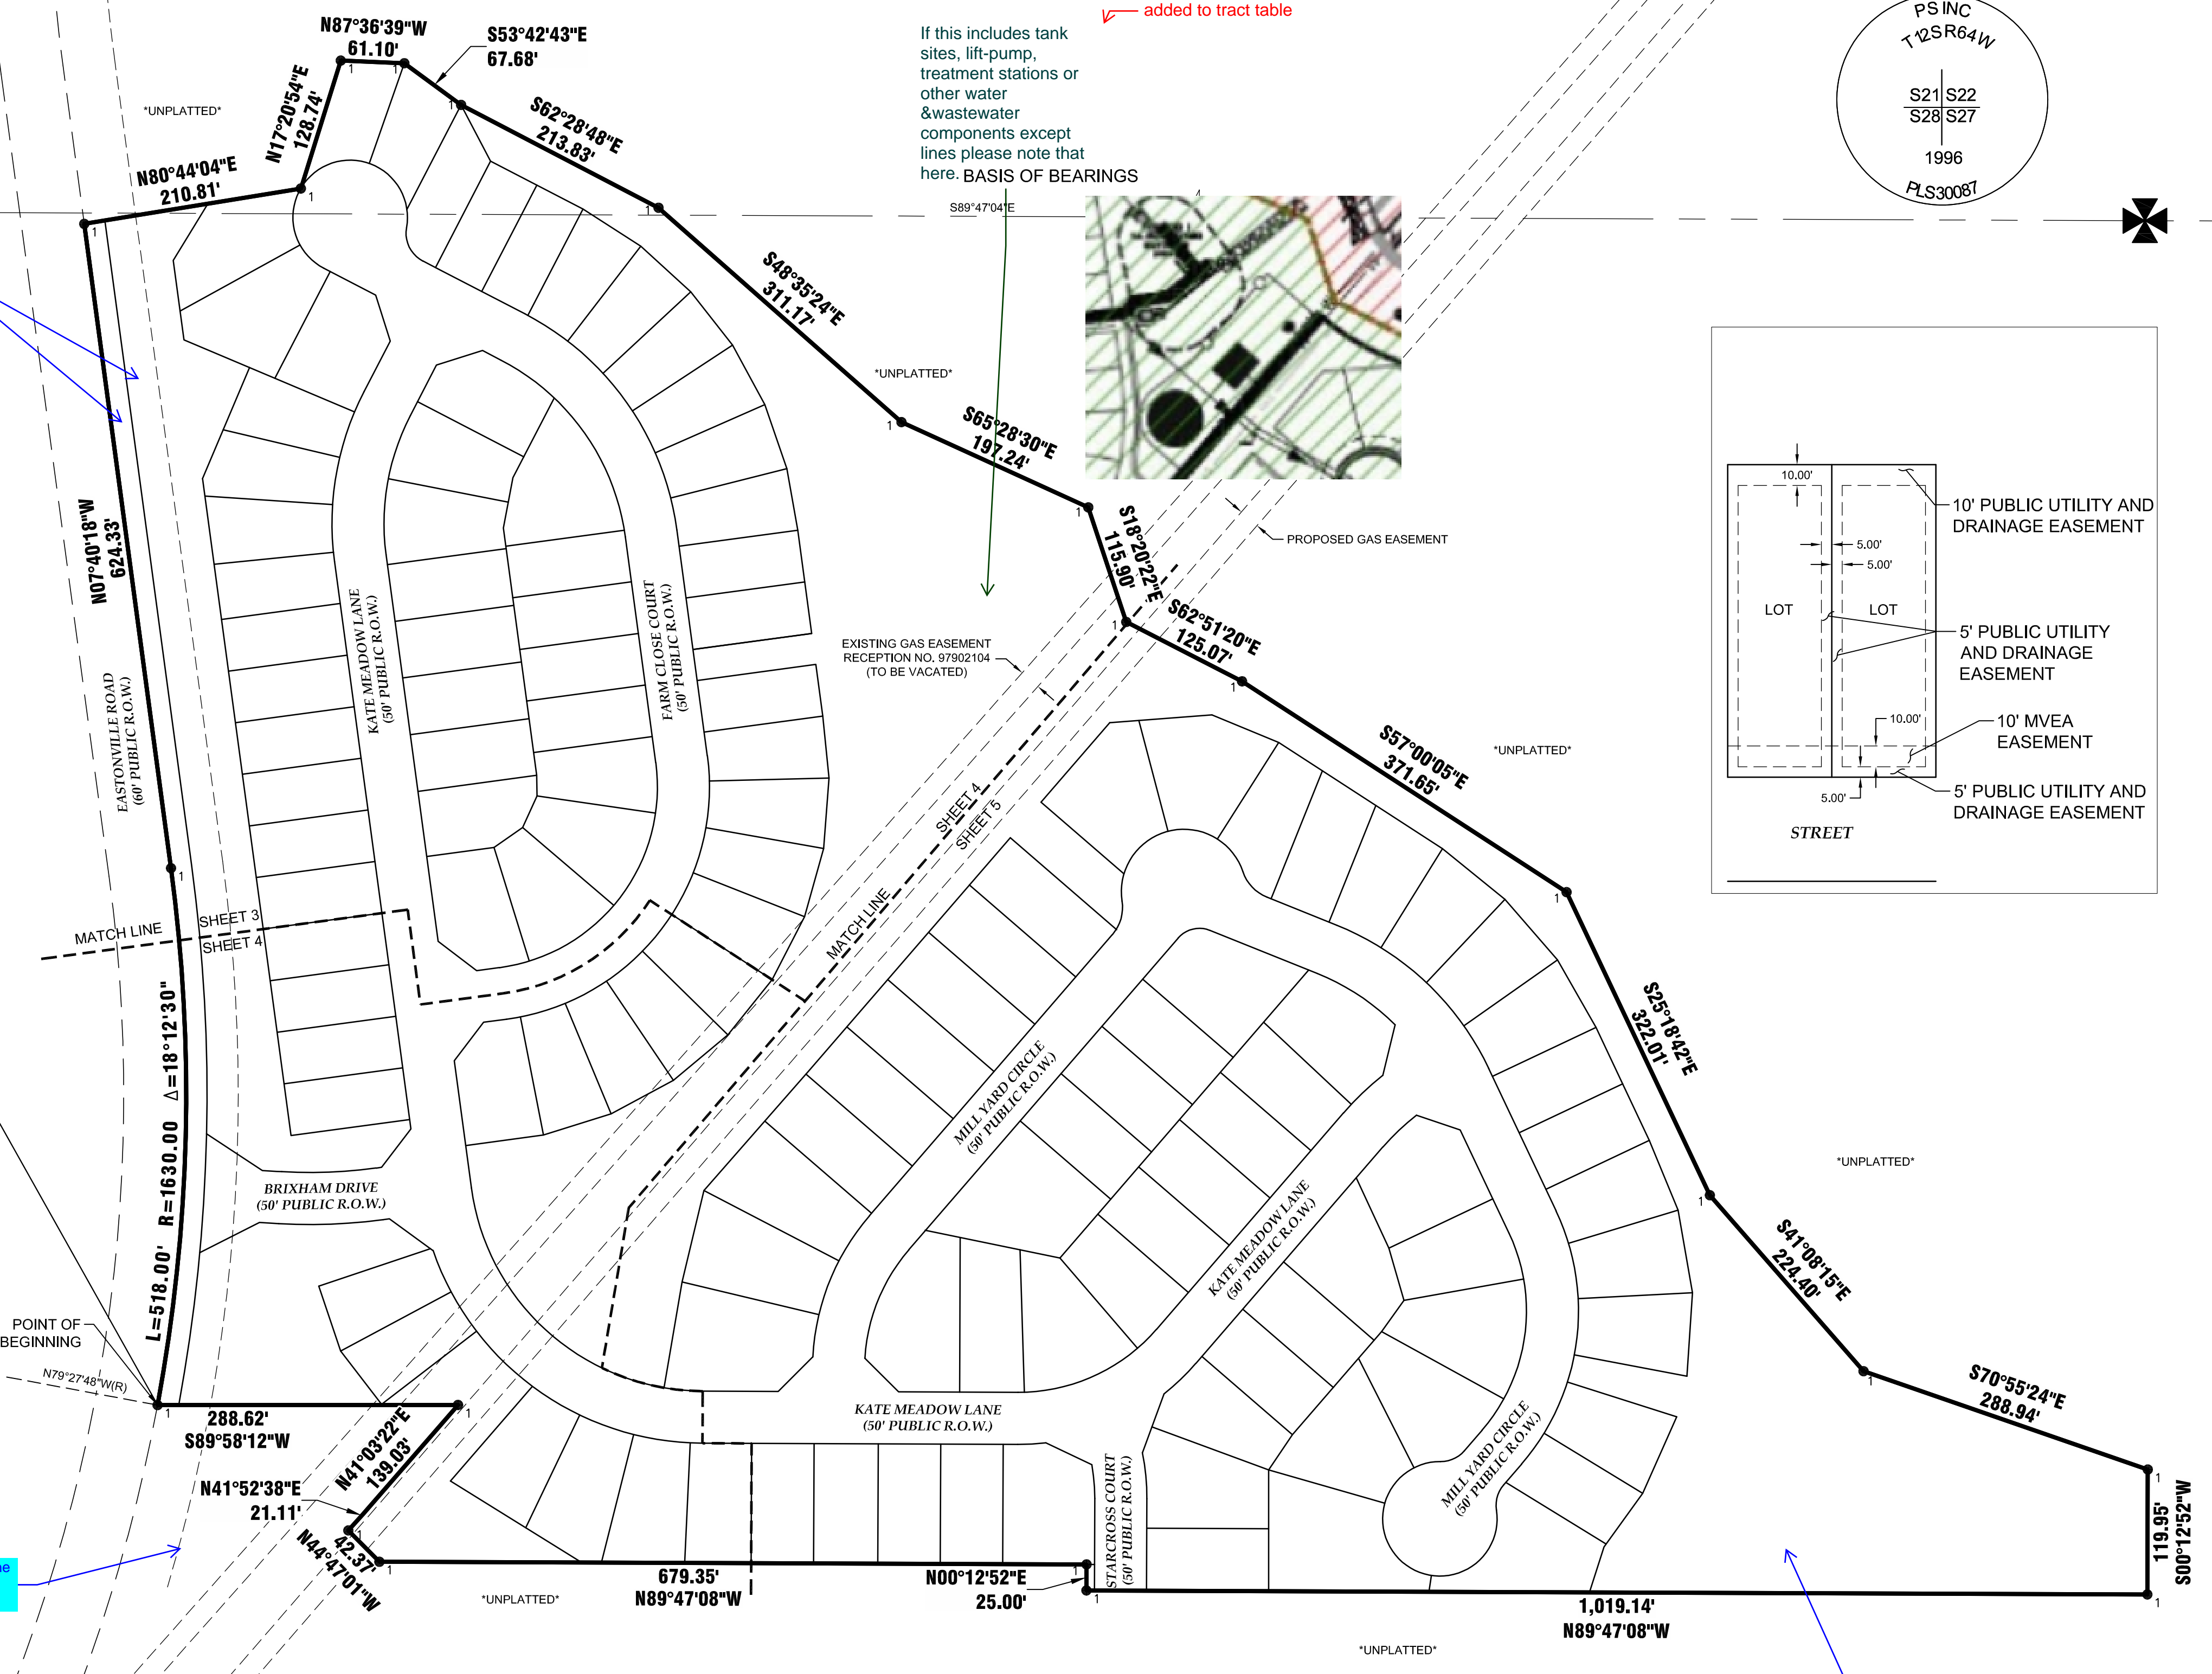 added to tract table
If this includes tank
sites, lift-pump,
treatment stations or
other water
&wastewater
components except
lines please note that
here.
BASIS OF BEARINGS
S89°47'04"E
PS INC
T12S R64W
S21 S22
S28 S27
1996
PLS30087
N87°36'39"W
61.10'
S53°42'43"E
67.68'
*UNPLATTED*
N17°20'54"E
128.74'
N80°44'04"E
210.81'
S62°28'48"E
213.83'
S48°35'24"E
311.17'
*UNPLATTED*
S65°28'30"E
197.24'
S18°20'22"E
115.90'
PROPOSED GAS EASEMENT
S62°51'20"E
125.07'
EXISTING GAS EASEMENT
RECEPTION NO. 97902104
(TO BE VACATED)
N07°40'18"W
624.33'
EASTONVILLE ROAD
(60' PUBLIC R.O.W.)
KATE MEADOW LANE
(50' PUBLIC R.O.W.)
FARM CLOSE COURT
(50' PUBLIC R.O.W.)
10.00'
10' PUBLIC UTILITY AND
DRAINAGE EASEMENT
5.00'
5.00'
LOT
LOT
5' PUBLIC UTILITY
AND DRAINAGE
EASEMENT
10.00'
10' MVEA
EASEMENT
5.00'
5' PUBLIC UTILITY AND
DRAINAGE EASEMENT
STREET
S57°00'05"E
371.65'
*UNPLATTED*
SHEET 4
SHEET 5
MATCH LINE
MATCH LINE
SHEET 3
SHEET 4
S25°18'42"E
322.01'
*UNPLATTED*
L=518.00' R=1630.00 Δ=18°12'30"
MILL YARD CIRCLE
(50' PUBLIC R.O.W.)
BRIXHAM DRIVE
(50' PUBLIC R.O.W.)
KATE MEADOW LANE
(50' PUBLIC R.O.W.)
S41°08'15"E
224.40'
POINT OF
BEGINNING
N79°27'48"W(R)
288.62'
S89°58'12"W
N41°03'22"E
139.03'
N41°52'38"E
21.11'
42.37'
N44°47'01"W
KATE MEADOW LANE
(50' PUBLIC R.O.W.)
MILL YARD CIRCLE
(50' PUBLIC R.O.W.)
STARCROSS COURT
(50' PUBLIC R.O.W.)
S70°55'24"E
288.94'
119.95'
S00°12'52"W
*UNPLATTED*
679.35'
N89°47'08"W
N00°12'52"E
25.00'
1,019.14'
N89°47'08"W
*UNPLATTED*